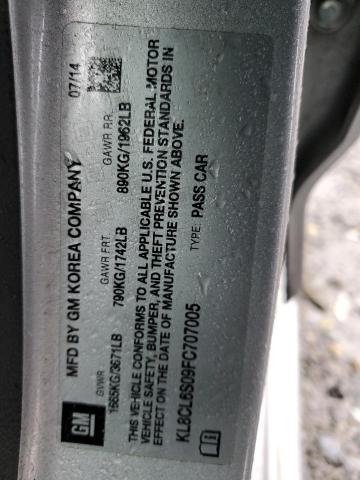 MFD BY GM KOREA COMPANY 07/14
GM
GVWR GAWR FRT GAWR RR
1665KG/3671LB 790KG/1742LB 890KG/1962LB
THIS VEHICLE CONFORMS TO ALL APPLICABLE U.S. FEDERAL MOTOR
VEHICLE SAFETY, BUMPER, AND THEFT PREVENTION STANDARDS IN
EFFECT ON THE DATE OF MANUFACTURE SHOWN ABOVE.
KL8CL6S09FC707005 TYPE: PASS CAR